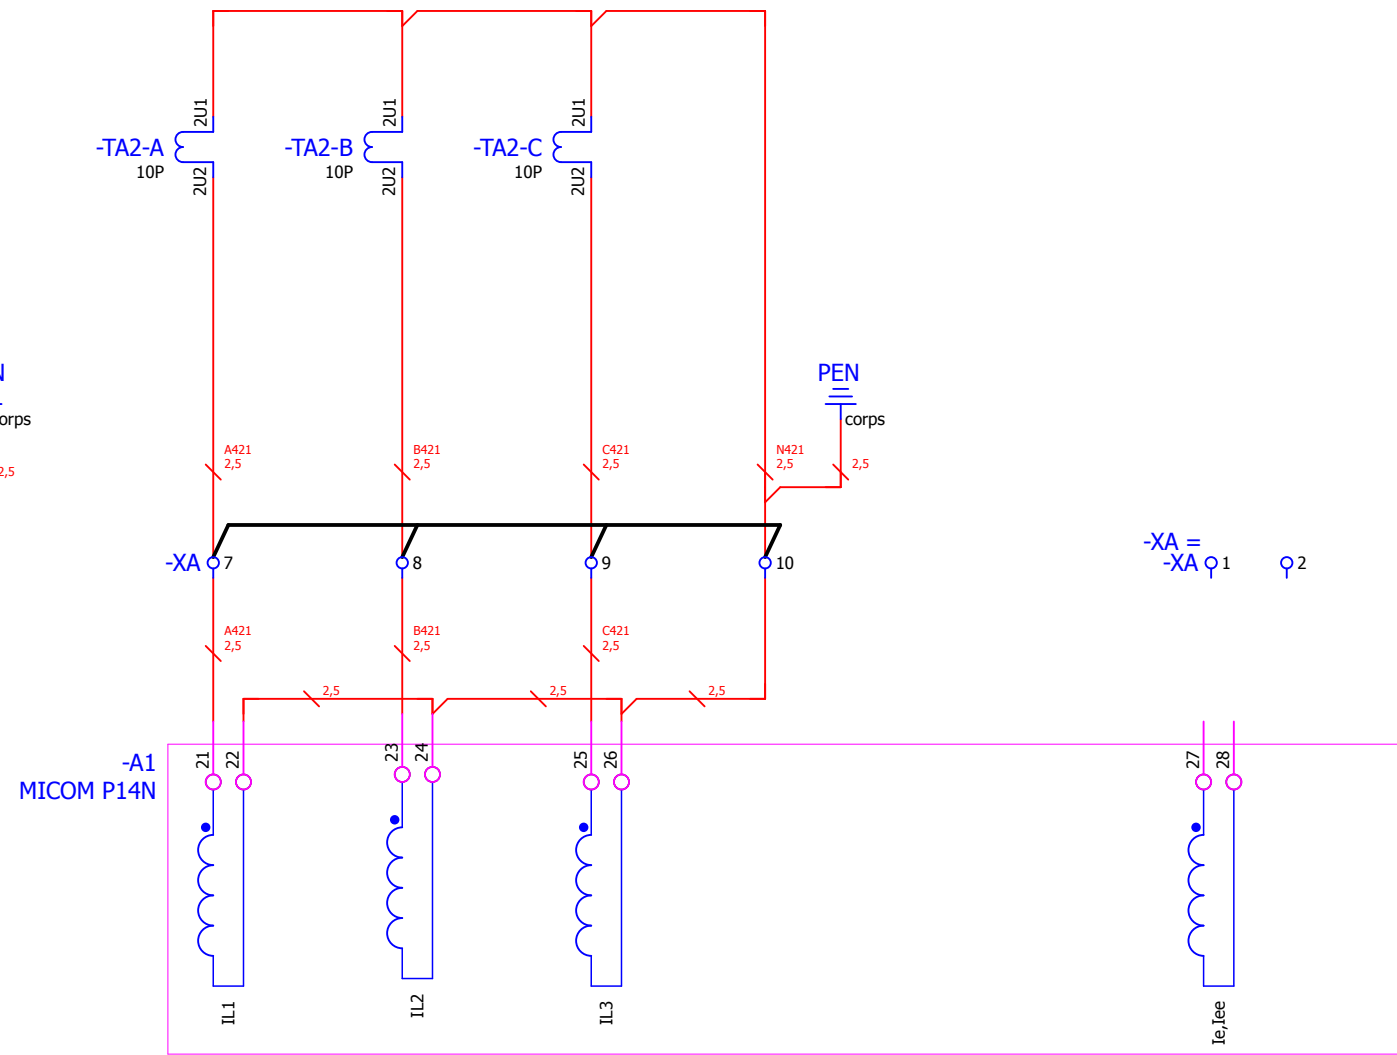 2U1
2U1
2U1
-TA2-A
10P
-TA2-B
10P
-TA2-C
10P
2U2
2U2
2U2
N
orps
2,5
PEN
corps
A421
2,5
B421
2,5
C421
2,5
N421
2,5
2,5
-XA
7
8
9
10
-XA =
-XA
1
2
A421
2,5
B421
2,5
C421
2,5
2,5
2,5
2,5
-A1
MICOM P14N
21
22
23
24
25
26
27
28
IL1
IL2
IL3
Ie,Iee